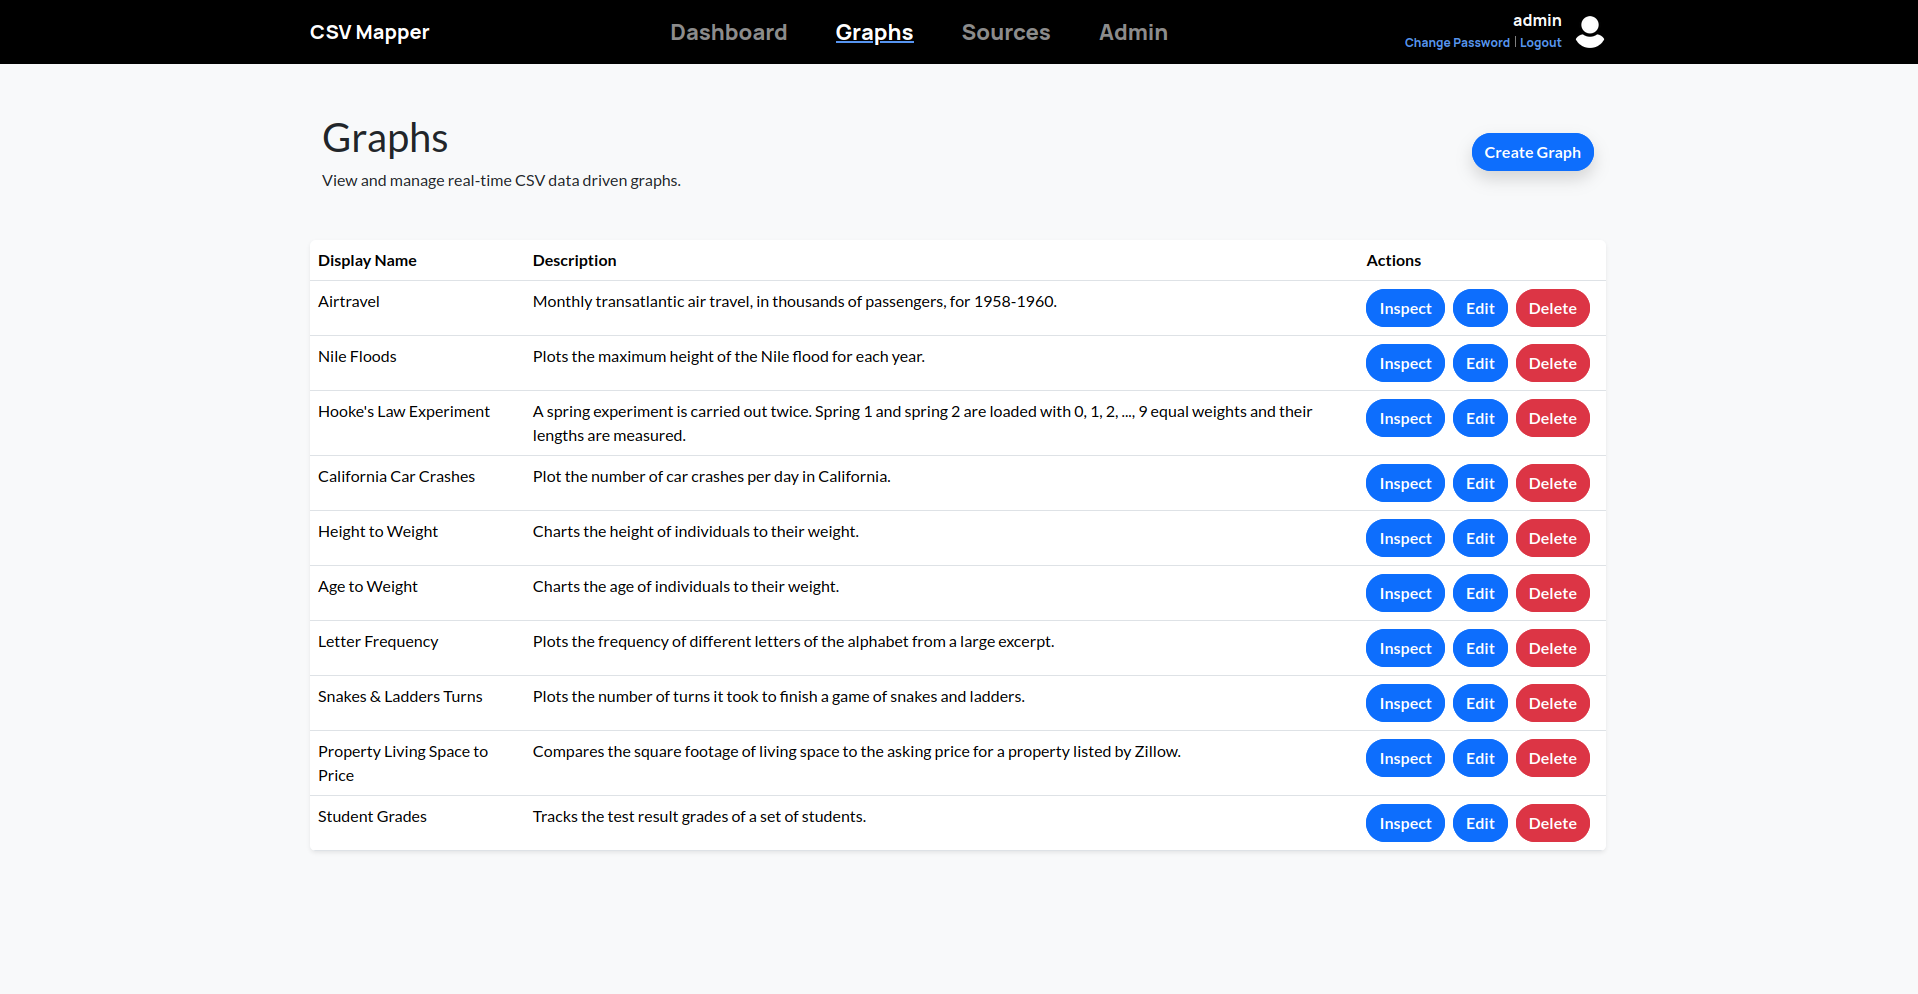 CSV Mapper
Dashboard
Graphs
Sources
Admin
admin
Change Password | Logout
Graphs
View and manage real-time CSV data driven graphs.
Create Graph
Display Name Description Actions
Airtravel Monthly transatlantic air travel, in thousands of passengers, for 1958-1960. Inspect Edit Delete
Nile Floods Plots the maximum height of the Nile flood for each year. Inspect Edit Delete
Hooke's Law Experiment A spring experiment is carried out twice. Spring 1 and spring 2 are loaded with 0, 1, 2, ..., 9 equal weights and their Inspect Edit Delete
lengths are measured.
California Car Crashes Plot the number of car crashes per day in California. Inspect Edit Delete
Height to Weight Charts the height of individuals to their weight. Inspect Edit Delete
Age to Weight Charts the age of individuals to their weight. Inspect Edit Delete
Letter Frequency Plots the frequency of different letters of the alphabet from a large excerpt. Inspect Edit Delete
Snakes & Ladders Turns Plots the number of turns it took to finish a game of snakes and ladders. Inspect Edit Delete
Property Living Space to Compares the square footage of living space to the asking price for a property listed by Zillow. Inspect Edit Delete
Price
Student Grades Tracks the test result grades of a set of students. Inspect Edit Delete